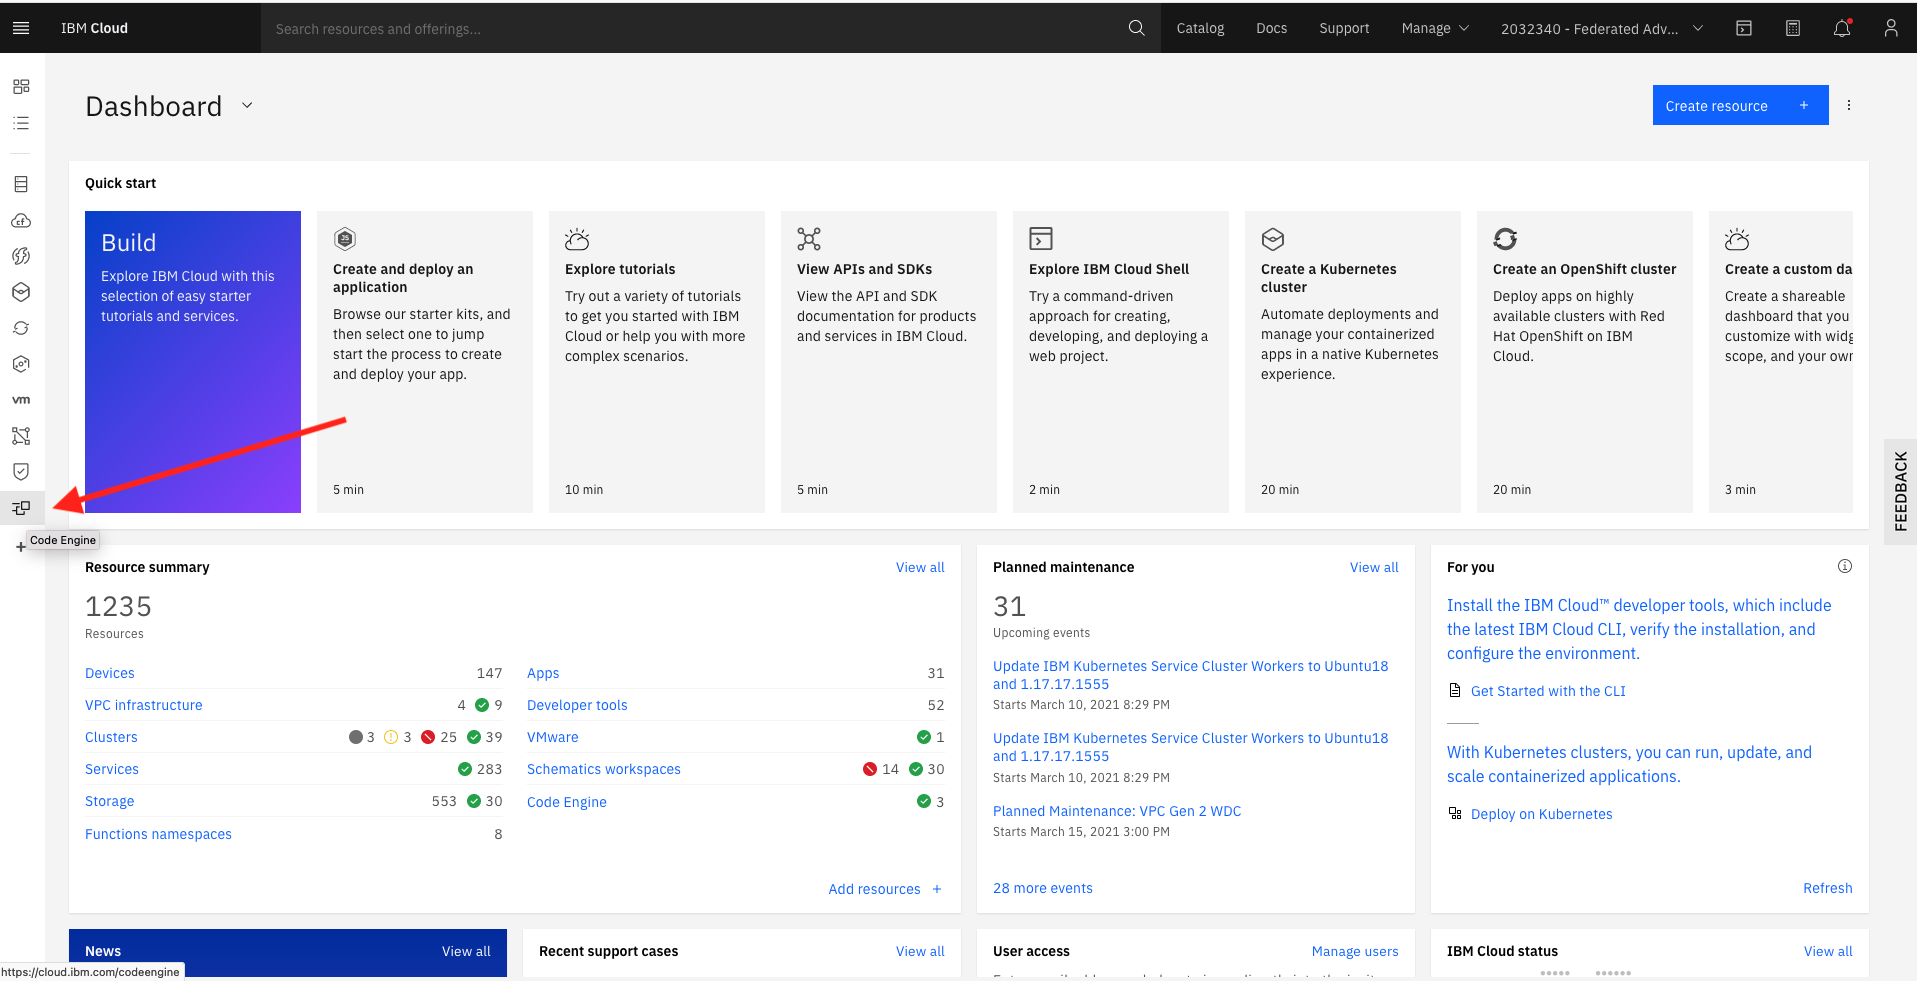 IBM Cloud
Search resources and offerings...
Catalog
Docs
Support
Manage
2032340 - Federated Adv...
Dashboard
Create resource +
Quick start
Build
Explore IBM Cloud with this
selection of easy starter
tutorials and services.
JS
Create and deploy an
application
Browse our starter kits, and
then select one to jump
start the process to create
and deploy your app.
5 min
Explore tutorials
Try out a variety of tutorials
to get you started with IBM
Cloud or help you with more
complex scenarios.
10 min
View APIs and SDKs
View the API and SDK
documentation for products
and services in IBM Cloud.
5 min
Explore IBM Cloud Shell
Try a command-driven
approach for creating,
developing, and deploying a
web project.
2 min
Create a Kubernetes
cluster
Automate deployments and
manage your containerized
apps in a native Kubernetes
experience.
20 min
Create an OpenShift cluster
Deploy apps on highly
available clusters with Red
Hat OpenShift on IBM
Cloud.
20 min
Create a custom da
Create a shareable
dashboard that you
customize with widg
scope, and your own
3 min
cf
vm
Code Engine
FEEDBACK
Resource summary
View all
1235
Resources
Devices 147
VPC infrastructure 4 9
Clusters 3 3 25 39
Services 283
Storage 553 30
Functions namespaces 8
Apps 31
Developer tools 52
VMware 1
Schematics workspaces 14 30
Code Engine 3
Add resources +
Planned maintenance
View all
31
Upcoming events
Update IBM Kubernetes Service Cluster Workers to Ubuntu18
and 1.17.17.1555
Starts March 10, 2021 8:29 PM
Update IBM Kubernetes Service Cluster Workers to Ubuntu18
and 1.17.17.1555
Starts March 10, 2021 8:29 PM
Planned Maintenance: VPC Gen 2 WDC
Starts March 15, 2021 3:00 PM
28 more events
For you
Install the IBM Cloud™ developer tools, which include
the latest IBM Cloud CLI, verify the installation, and
configure the environment.
Get Started with the CLI
With Kubernetes clusters, you can run, update, and
scale containerized applications.
Deploy on Kubernetes
Refresh
News
View all
Recent support cases
View all
User access
Manage users
IBM Cloud status
View all
https://cloud.ibm.com/codeengine